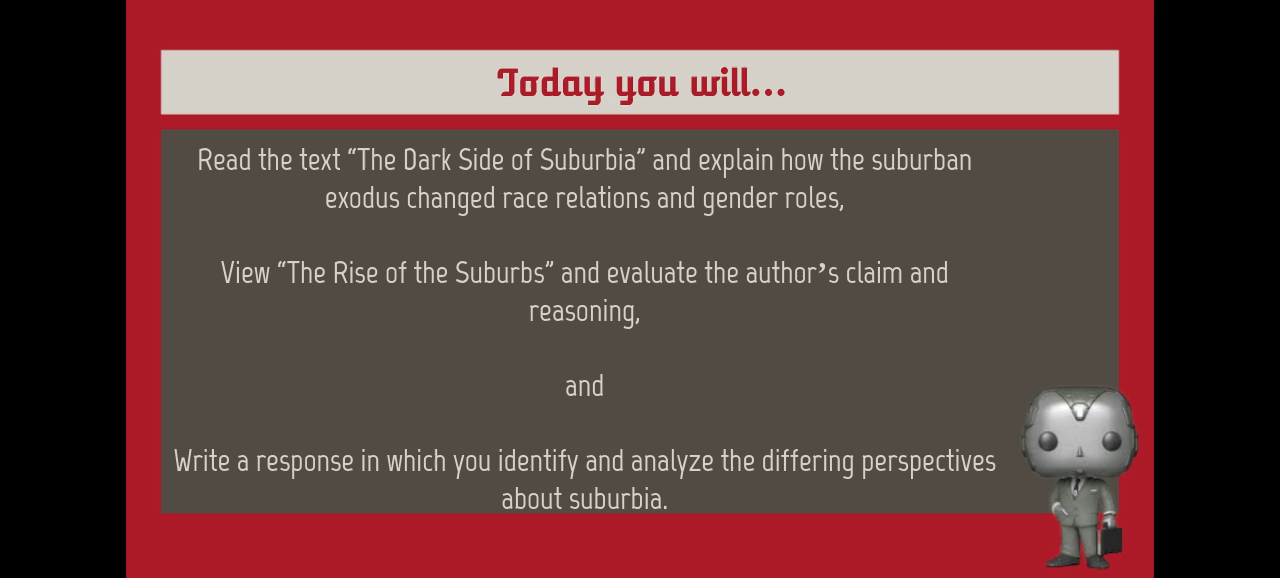 Today you will...
Read the text “The Dark Side of Suburbia” and explain how the suburban
exodus changed race relations and gender roles,
View “The Rise of the Suburbs” and evaluate the author’s claim and
reasoning,
and
Write a response in which you identify and analyze the differing perspectives
about suburbia.